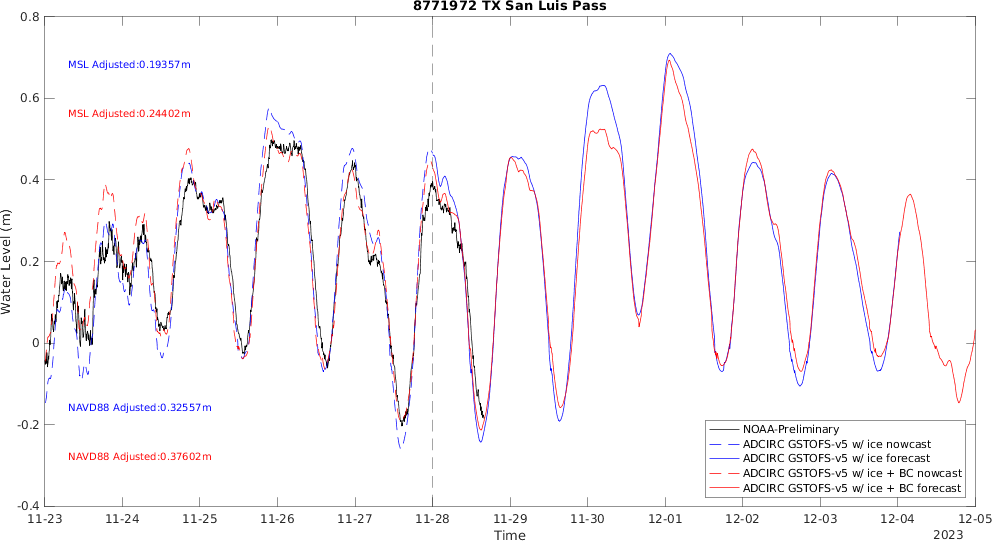 8771972 TX San Luis Pass
0.8
0.6
0.4
0.2
0
-0.2
-0.4
Water Level (m)
MSL Adjusted:0.19357m
MSL Adjusted:0.24402m
NAVD88 Adjusted:0.32557m
NAVD88 Adjusted:0.37602m
NOAA-Preliminary
ADCIRC GSTOFS-v5 w/ ice nowcast
ADCIRC GSTOFS-v5 w/ ice forecast
ADCIRC GSTOFS-v5 w/ ice + BC nowcast
ADCIRC GSTOFS-v5 w/ ice + BC forecast
11-23 11-24 11-25 11-26 11-27 11-28 11-29 11-30 12-01 12-02 12-03 12-04 12-05
Time
2023